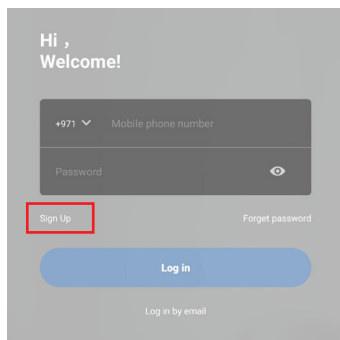 Hi ，
Welcome!
+971 Mobile phone number
Password
Sign Up Forget password
Log in
Log in by email